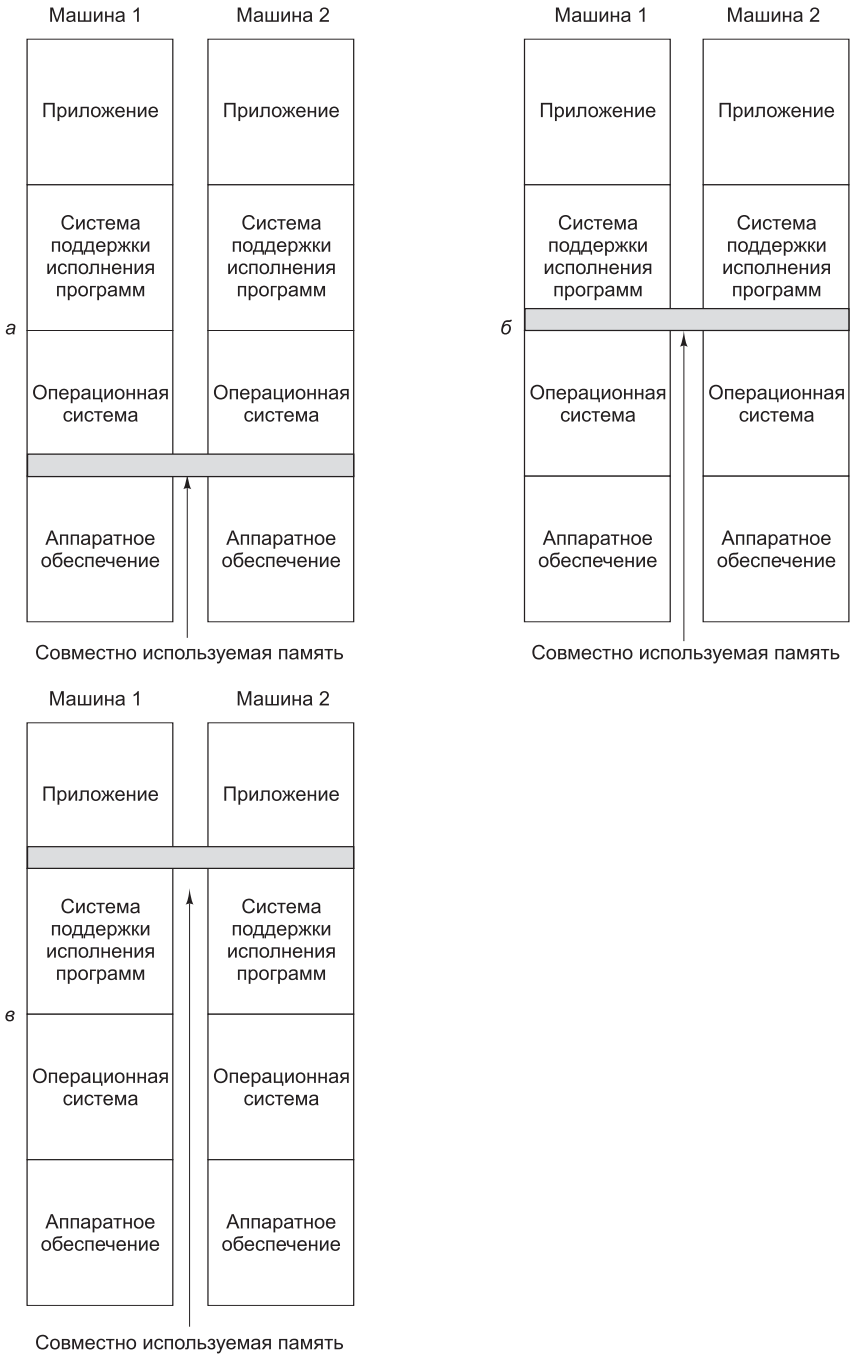 Машина 1
Машина 2
Приложение
Приложение
Система
поддержки
исполнения
программ
Система
поддержки
исполнения
программ
а
Операционная
система
Операционная
система
Аппаратное
обеспечение
Аппаратное
обеспечение
Совместно используемая память
Машина 1
Машина 2
Приложение
Приложение
Система
поддержки
исполнения
программ
Система
поддержки
исполнения
программ
б
Операционная
система
Операционная
система
Аппаратное
обеспечение
Аппаратное
обеспечение
Совместно используемая память
Машина 1
Машина 2
Приложение
Приложение
Система
поддержки
исполнения
программ
Система
поддержки
исполнения
программ
в
Операционная
система
Операционная
система
Аппаратное
обеспечение
Аппаратное
обеспечение
Совместно используемая память